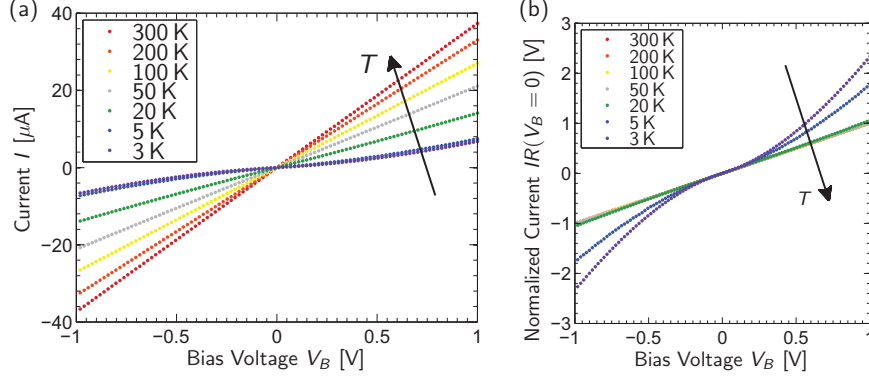 (a)
40
20
0
−20
−40
Current I [μA]
300 K
200 K
100 K
50 K
20 K
5 K
3 K
T
−1
−0.5
0
0.5
1
Bias Voltage V_B [V]
(b)
3
2
1
0
−1
−2
−3
Normalized Current IR(V_B = 0) [V]
300 K
200 K
100 K
50 K
20 K
5 K
3 K
T
−1
−0.5
0
0.5
1
Bias Voltage V_B [V]